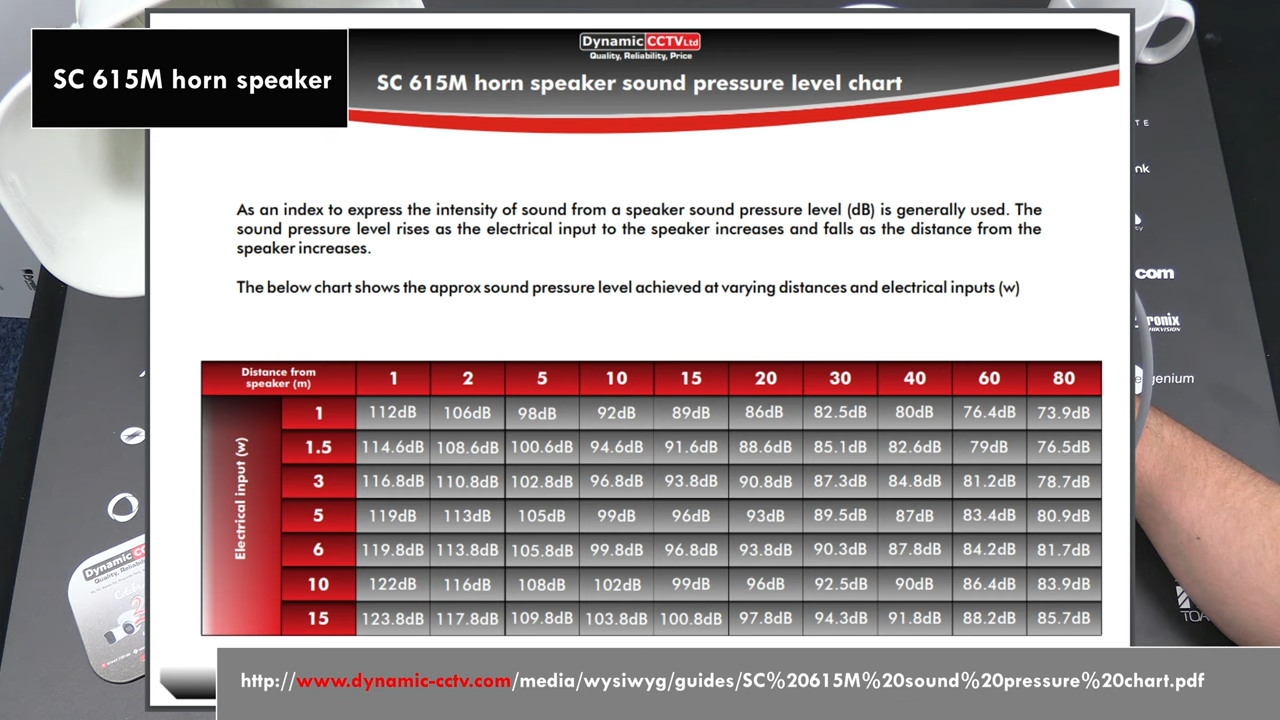 SC 615M horn speaker
Dynamic CCTV Ltd
Quality, Reliability, Price
SC 615M horn speaker sound pressure level chart
As an index to express the intensity of sound from a speaker sound pressure level (dB) is generally used. The
sound pressure level rises as the electrical input to the speaker increases and falls as the distance from the
speaker increases.
The below chart shows the approx sound pressure level achieved at varying distances and electrical inputs (w)
Distance from speaker (m) 1 2 5 10 15 20 30 40 60 80
Electrical input (w)
1 112dB 106dB 98dB 92dB 89dB 86dB 82.5dB 80dB 76.4dB 73.9dB
1.5 114.6dB 108.6dB 100.6dB 94.6dB 91.6dB 88.6dB 85.1dB 82.6dB 79dB 76.5dB
3 116.8dB 110.8dB 102.8dB 96.8dB 93.8dB 90.8dB 87.3dB 84.8dB 81.2dB 78.7dB
5 119dB 113dB 105dB 99dB 96dB 93dB 89.5dB 87dB 83.4dB 80.9dB
6 119.8dB 113.8dB 105.8dB 99.8dB 96.8dB 93.8dB 90.3dB 87.8dB 84.2dB 81.7dB
10 122dB 116dB 108dB 102dB 99dB 96dB 92.5dB 90dB 86.4dB 83.9dB
15 123.8dB 117.8dB 109.8dB 103.8dB 100.8dB 97.8dB 94.3dB 91.8dB 88.2dB 85.7dB
http://www.dynamic-cctv.com/media/wysiwyg/guides/SC%20615M%20sound%20pressure%20chart.pdf
com
ronix
HIKVISION
genium
TOA
Dynamic CC
Quality, Reliability